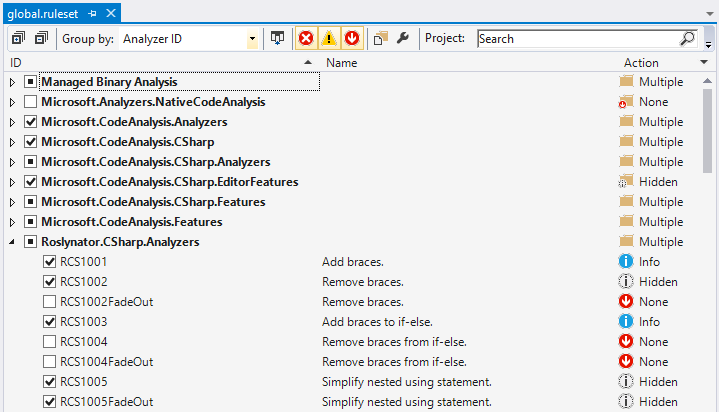 global.ruleset
Group by: Analyzer ID Project: Search
ID Name Action
Managed Binary Analysis Multiple
Microsoft.Analyzers.NativeCodeAnalysis None
Microsoft.CodeAnalysis.Analyzers Multiple
Microsoft.CodeAnalysis.CSharp Multiple
Microsoft.CodeAnalysis.CSharp.Analyzers Multiple
Microsoft.CodeAnalysis.CSharp.EditorFeatures Hidden
Microsoft.CodeAnalysis.CSharp.Features Multiple
Microsoft.CodeAnalysis.Features Multiple
Roslynator.CSharp.Analyzers Multiple
RCS1001 Add braces. Info
RCS1002 Remove braces. Hidden
RCS1002FadeOut Remove braces. None
RCS1003 Add braces to if-else. Info
RCS1004 Remove braces from if-else. None
RCS1004FadeOut Remove braces from if-else. None
RCS1005 Simplify nested using statement. Hidden
RCS1005FadeOut Simplify nested using statement. Hidden